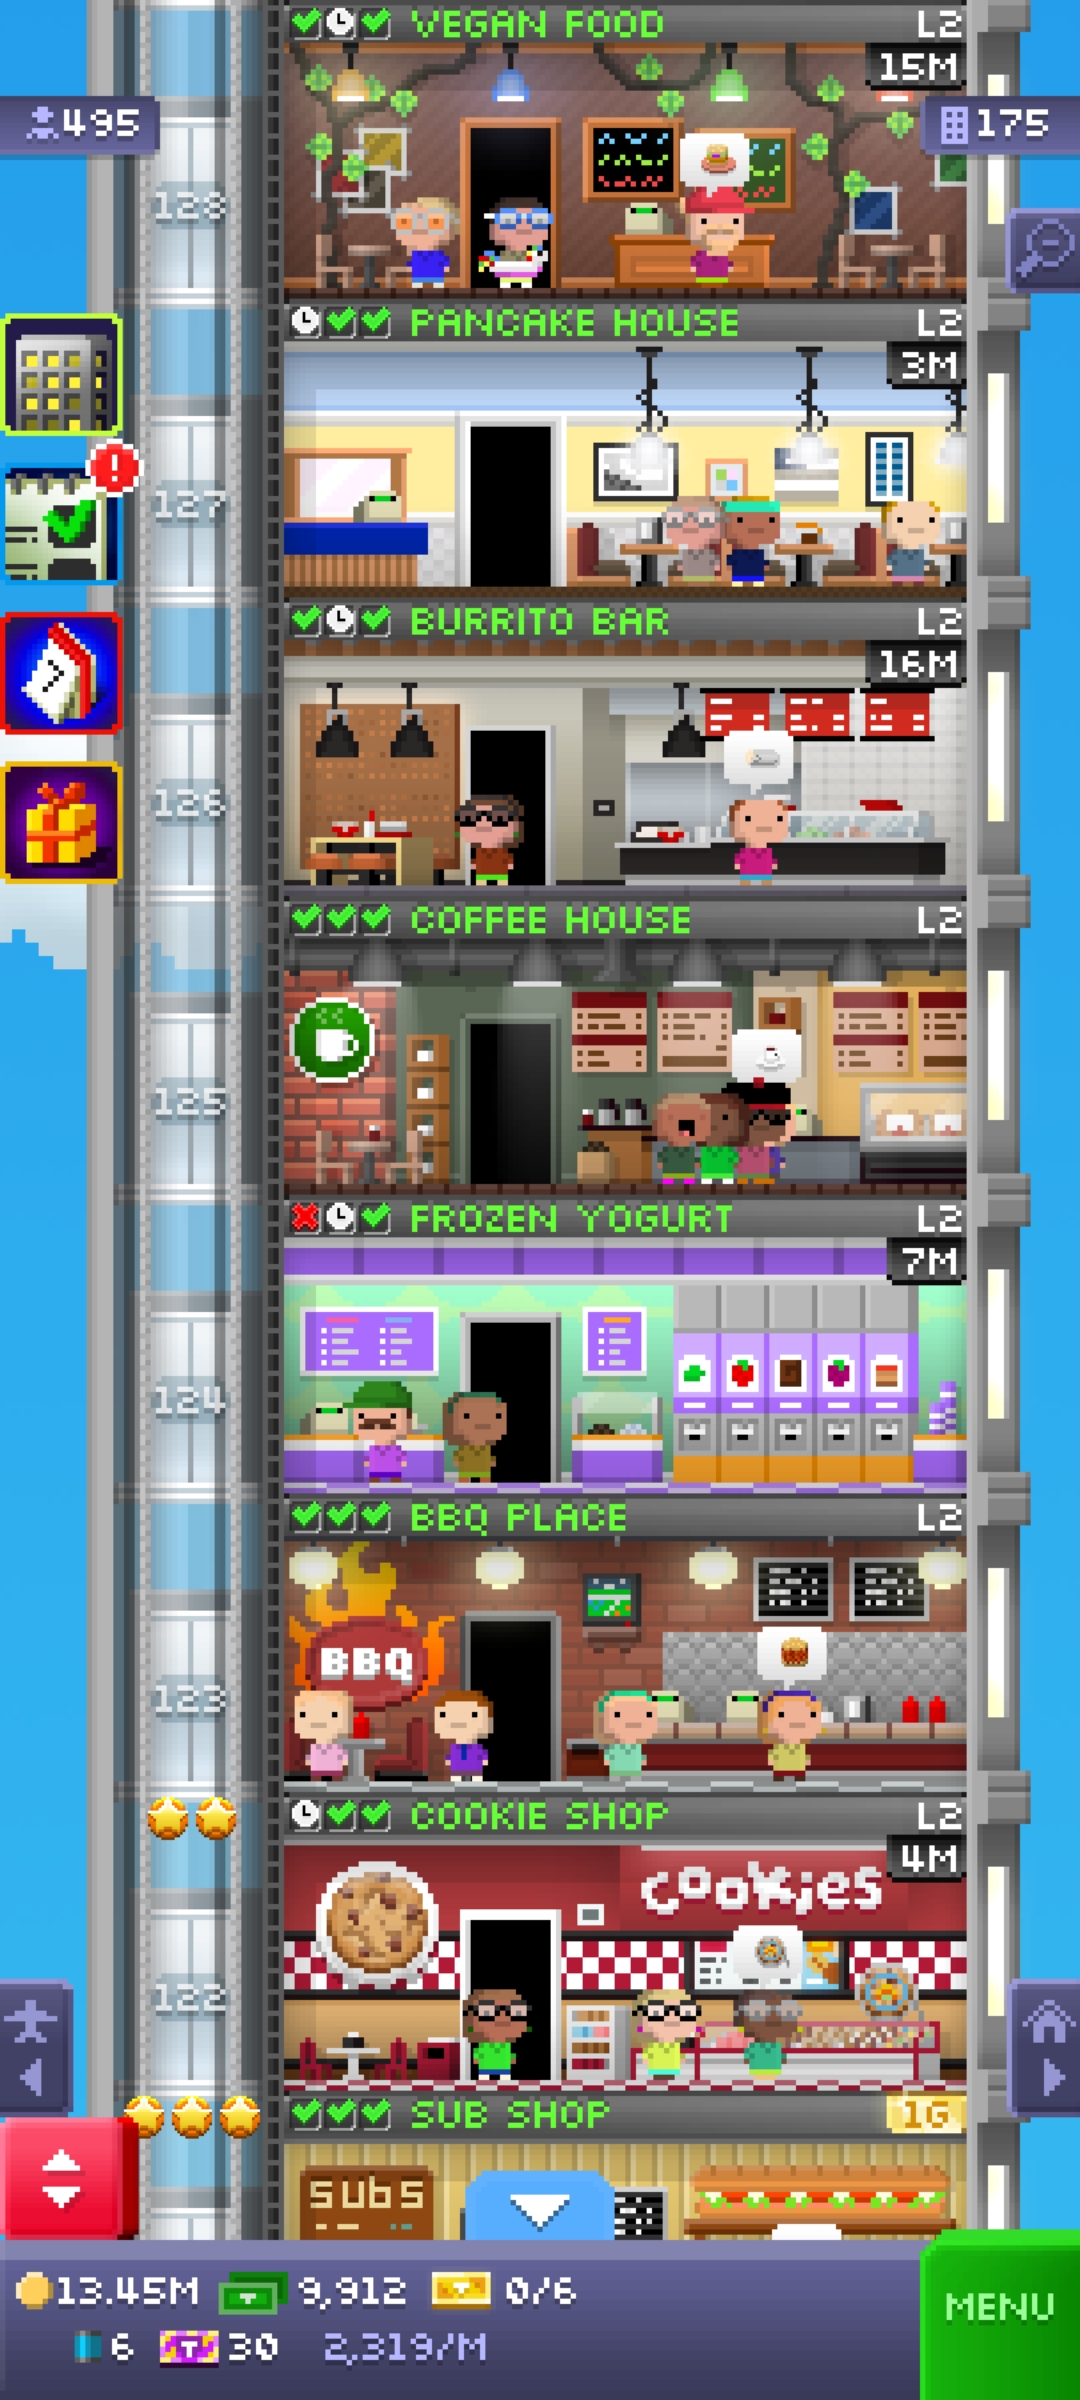 VEGAN FOOD L2
15M
495
175
128
PANCAKE HOUSE L2
3M
127
BURRITO BAR L2
16M
126
COFFEE HOUSE L2
125
FROZEN YOGURT L2
7M
124
BBQ PLACE L2
BBQ
123
COOKIE SHOP L2
4M
cookies
122
SUB SHOP 1G
subs
13.45M 9,912 0/6
MENU
6 30 2,319/M